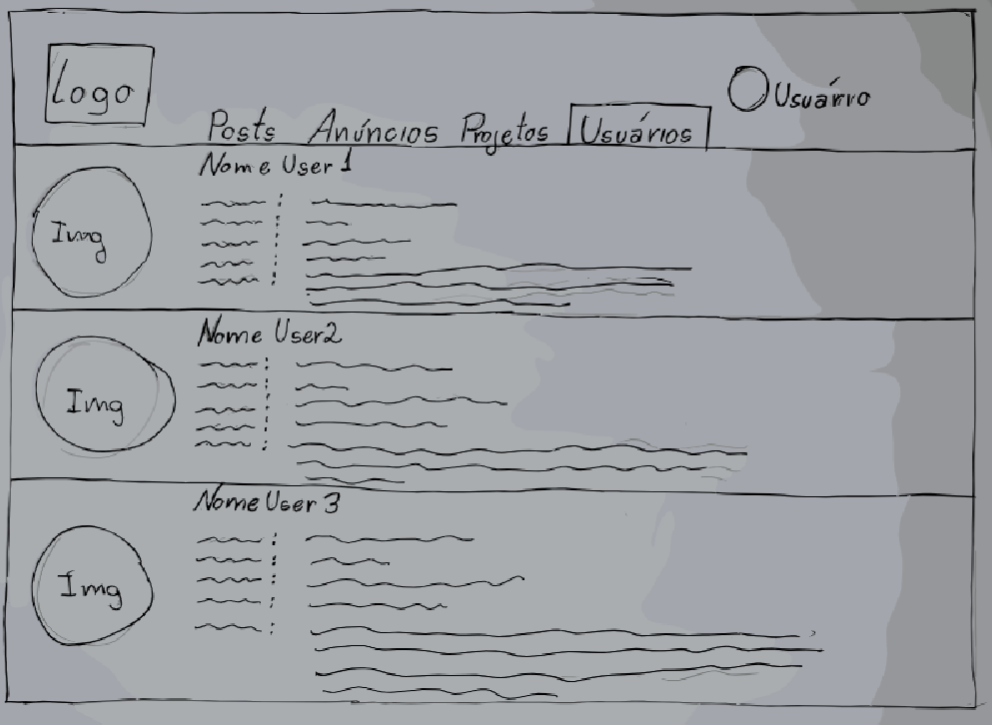 Logo
Usuário
Posts Anúncios Projetos Usuários
Nome User 1
Img
Nome User2
Img
Nome User 3
Img